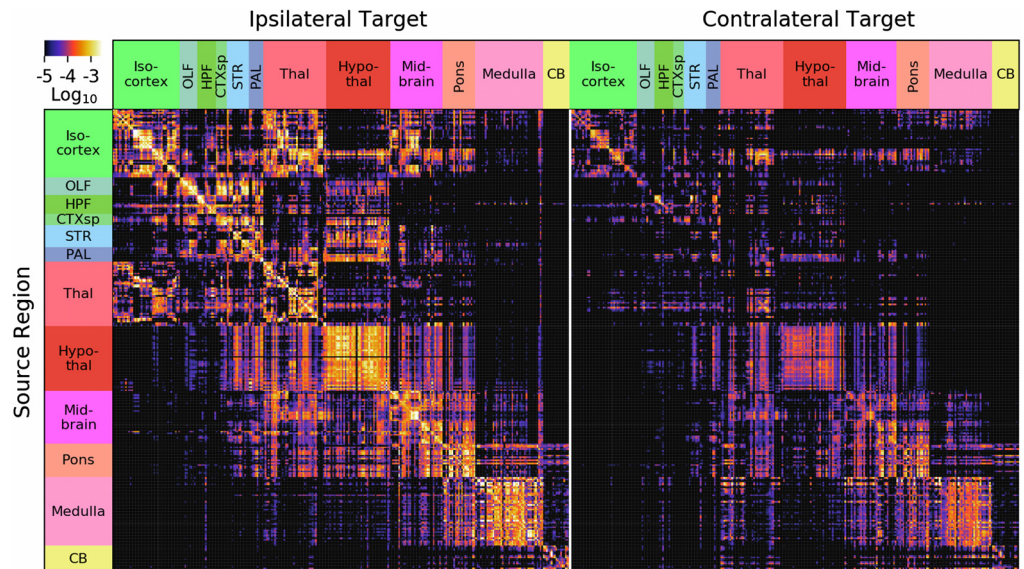 Ipsilateral Target
Contralateral Target
-5 -4 -3
Log10
Iso-
cortex
OLF
HPF
CTXsp
STR
PAL
Thal
Hypo-
thal
Mid-
brain
Pons
Medulla
CB
Iso-
cortex
OLF
HPF
CTXsp
STR
PAL
Thal
Hypo-
thal
Mid-
brain
Pons
Medulla
CB
Source Region
Iso-
cortex
OLF
HPF
CTXsp
STR
PAL
Thal
Hypo-
thal
Mid-
brain
Pons
Medulla
CB